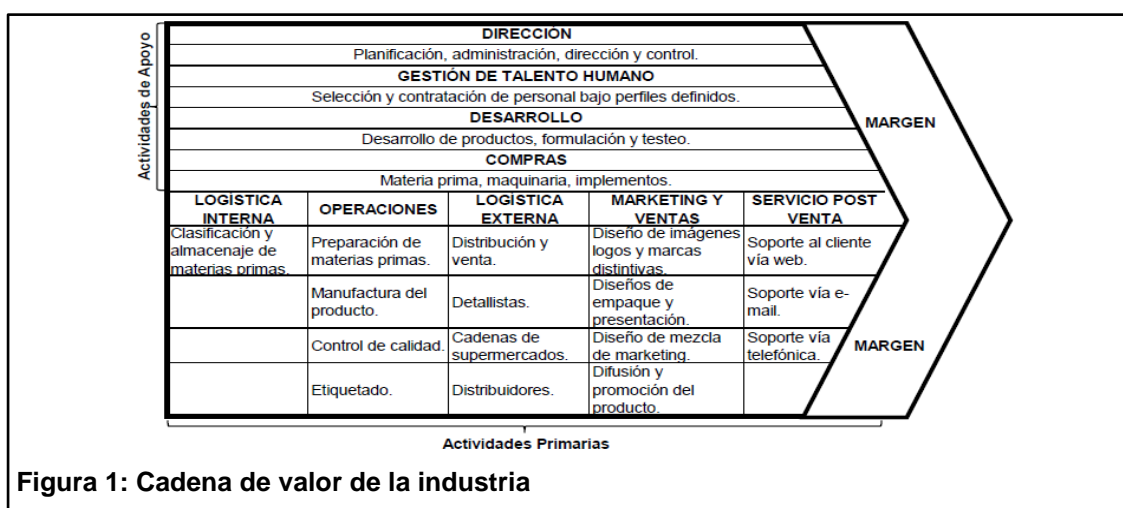 Actividades de Apoyo
DIRECCIÓN
Planificación, administración, dirección y control.
GESTIÓN DE TALENTO HUMANO
Selección y contratación de personal bajo perfiles definidos.
DESARROLLO
Desarrollo de productos, formulación y testeo.
COMPRAS
Materia prima, maquinaria, implementos.
MARGEN
LOGÍSTICA
INTERNA
OPERACIONES
LOGÍSTICA
EXTERNA
MARKETING Y
VENTAS
SERVICIO POST
VENTA
Clasificación y
almacenaje de
materias primas.
Preparación de
materias primas.
Distribución y
venta.
Diseño de imágenes
logos y marcas
distintivas.
Soporte al cliente
vía web.
Manufactura del
producto.
Detallistas.
Diseños de
empaque y
presentación.
Soporte vía e-
mail.
Control de calidad.
Cadenas de
supermercados.
Diseño de mezcla
de marketing.
Soporte vía
telefónica.
MARGEN
Etiquetado.
Distribuidores.
Difusión y
promoción del
producto.
Actividades Primarias
Figura 1: Cadena de valor de la industria